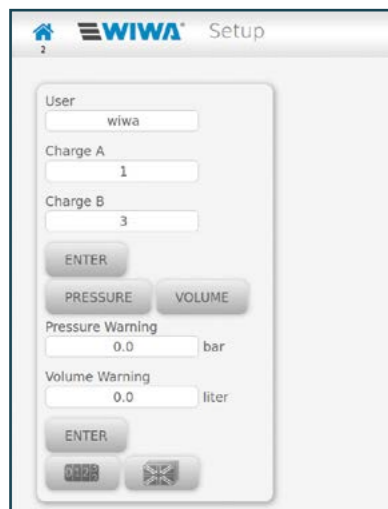 WIWA® Setup
2
User
wiwa
Charge A
1
Charge B
3
ENTER
PRESSURE VOLUME
Pressure Warning
0.0 bar
Volume Warning
0.0 liter
ENTER